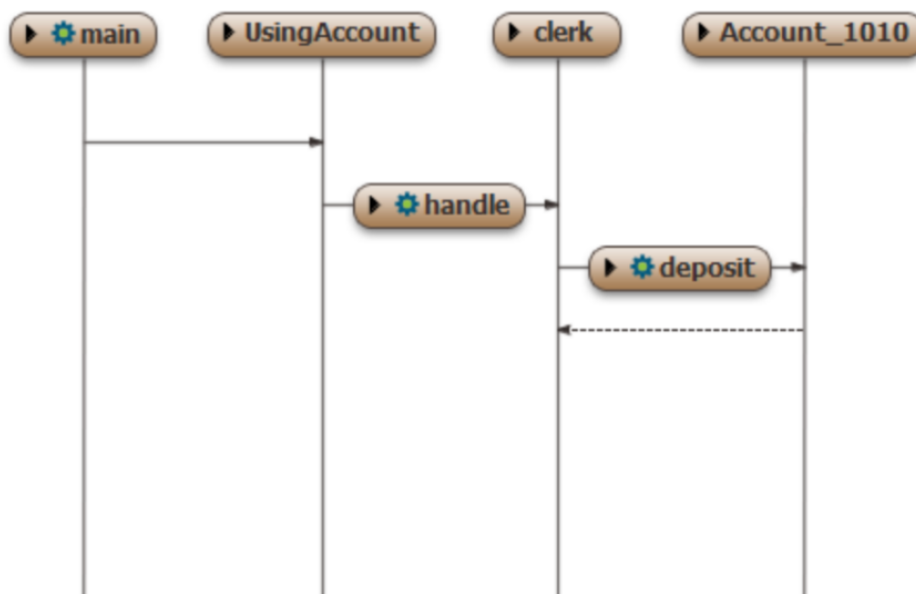 main
UsingAccount
clerk
Account_1010
handle
deposit